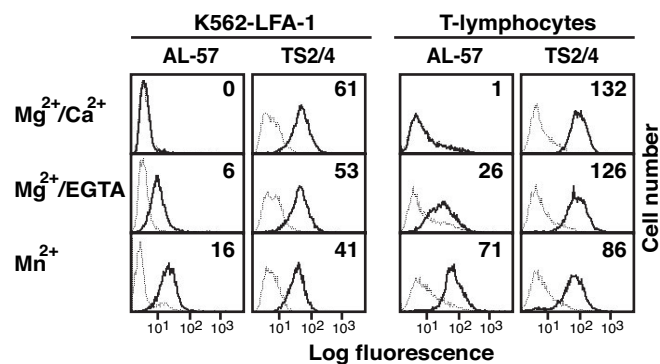 K562-LFA-1 T-lymphocytes
AL-57 TS2/4 AL-57 TS2/4
Mg2+/Ca2+ 0 61 1 132
Mg2+/EGTA 6 53 26 126
Mn2+ 16 41 71 86
Cell number
10¹ 10² 10³ 10¹ 10² 10³ 10¹ 10² 10³ 10¹ 10² 10³
Log fluorescence